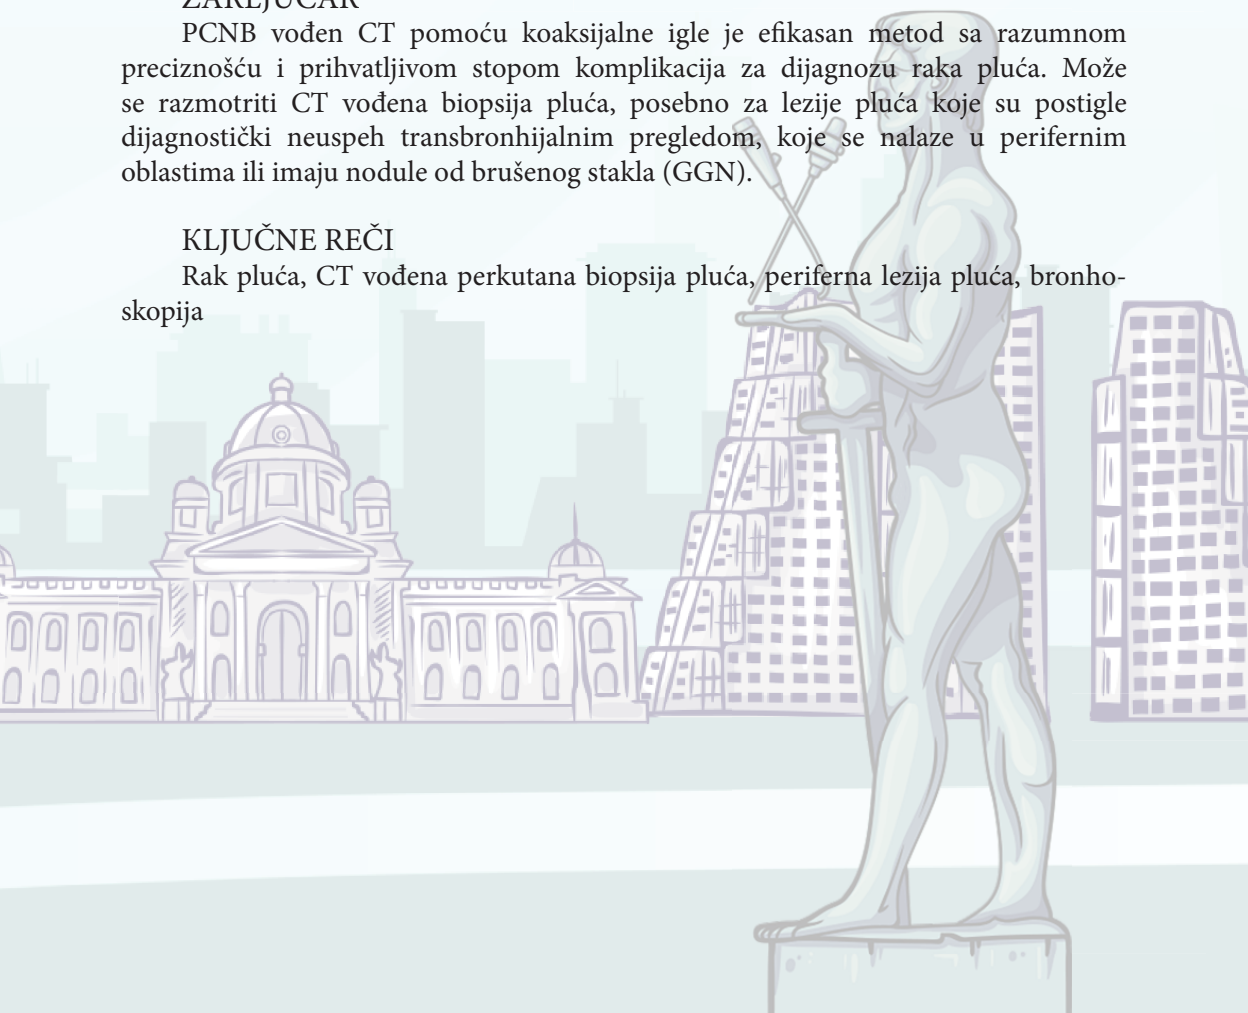 ZAKLJUČAK
PCNB vođen CT pomoću koaksijalne igle je efikasan metod sa razumnom
preciznošću i prihvatljivom stopom komplikacija za dijagnozu raka pluća. Može
se razmotriti CT vođena biopsija pluća, posebno za lezije pluća koje su postigle
dijagnostički neuspeh transbronhijalnim pregledom, koje se nalaze u perifernim
oblastima ili imaju nodule od brušenog stakla (GGN).
KLJUČNE REČI
Rak pluća, CT vođena perkutana biopsija pluća, periferna lezija pluća, bronho-
skopija